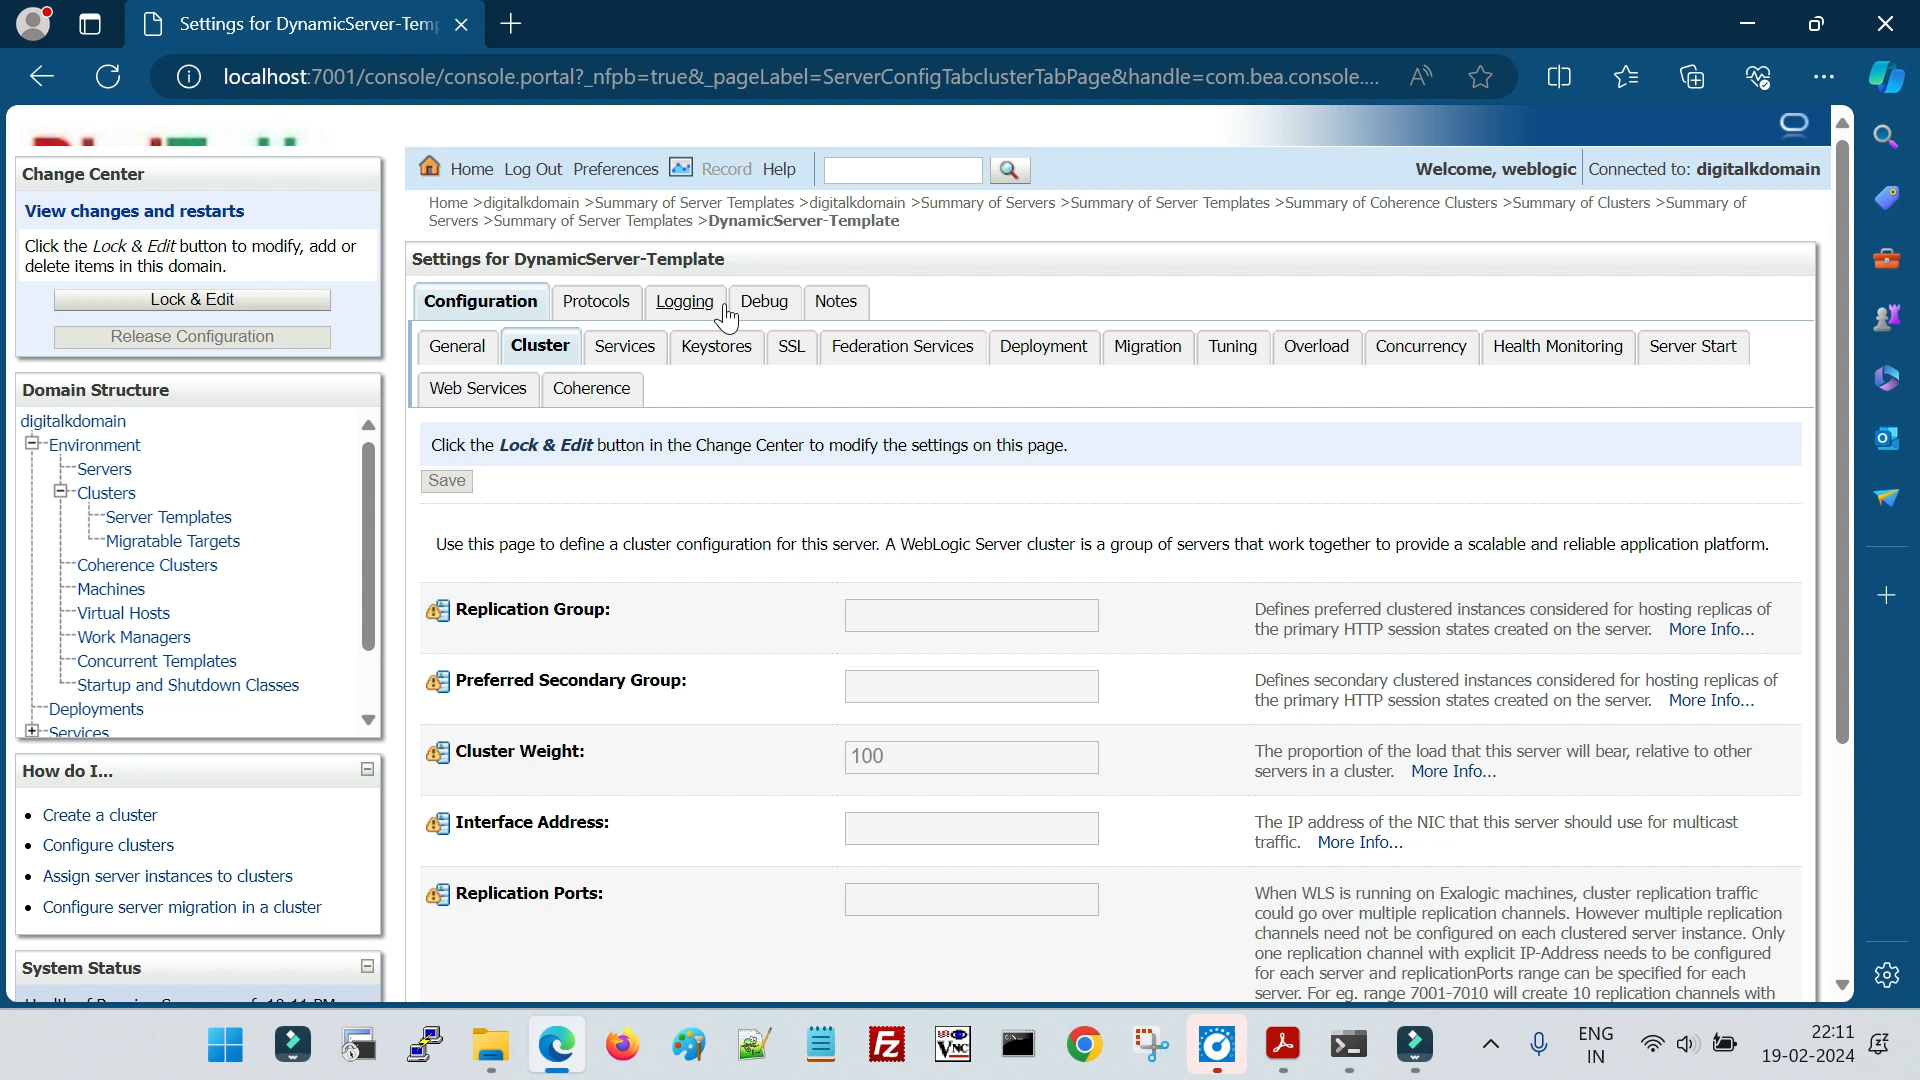 Settings for DynamicServer-Temp
localhost:7001/console/console.portal?_nfpb=true&_pageLabel=ServerConfigTabclusterTabPage&handle=com.bea.console....
Change Center
View changes and restarts
Click the Lock & Edit button to modify, add or
delete items in this domain.
Lock & Edit
Release Configuration
Domain Structure
digitalkdomain
Environment
Servers
Clusters
Server Templates
Migratable Targets
Coherence Clusters
Machines
Virtual Hosts
Work Managers
Concurrent Templates
Startup and Shutdown Classes
Deployments
Services
How do I...
Create a cluster
Configure clusters
Assign server instances to clusters
Configure server migration in a cluster
System Status
Home Log Out Preferences Record Help
Welcome, weblogic Connected to: digitalkdomain
Home >digitalkdomain >Summary of Server Templates >digitalkdomain >Summary of Servers >Summary of Server Templates >Summary of Coherence Clusters >Summary of Clusters >Summary of
Servers >Summary of Server Templates >DynamicServer-Template
Settings for DynamicServer-Template
Configuration Protocols Logging Debug Notes
General Cluster Services Keystores SSL Federation Services Deployment Migration Tuning Overload Concurrency Health Monitoring Server Start
Web Services Coherence
Click the Lock & Edit button in the Change Center to modify the settings on this page.
Save
Use this page to define a cluster configuration for this server. A WebLogic Server cluster is a group of servers that work together to provide a scalable and reliable application platform.
Replication Group:
Defines preferred clustered instances considered for hosting replicas of
the primary HTTP session states created on the server. More Info...
Preferred Secondary Group:
Defines secondary clustered instances considered for hosting replicas of
the primary HTTP session states created on the server. More Info...
Cluster Weight:
100
The proportion of the load that this server will bear, relative to other
servers in a cluster. More Info...
Interface Address:
The IP address of the NIC that this server should use for multicast
traffic. More Info...
Replication Ports:
When WLS is running on Exalogic machines, cluster replication traffic
could go over multiple replication channels. However multiple replication
channels need not be configured on each clustered server instance. Only
one replication channel with explicit IP-Address needs to be configured
for each server and replicationPorts range can be specified for each
server. For eg. range 7001-7010 will create 10 replication channels with
ENG
IN
22:11
19-02-2024